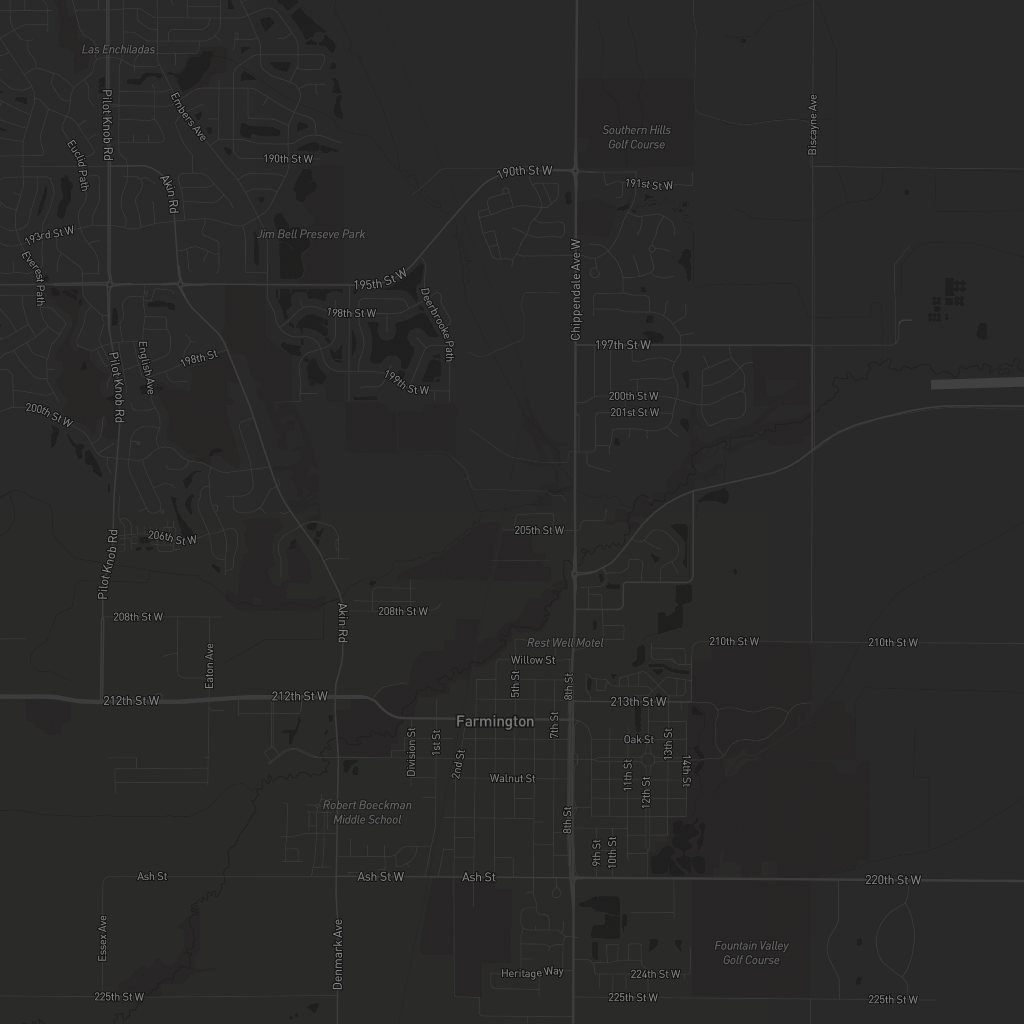 Las Enchiladas
Pilot Knob Rd
Embers Ave
Biscayne Ave
Southern Hills
Golf Course
Euclid Path
190th St W
190th St W
191st St W
Akin Rd
193rd St W
Jim Bell Preseve Park
Everest Path
195th St W
Chippendale Ave W
Deerbrooke Path
198th St W
197th St W
English Ave
198th St
Pilot Knob Rd
199th St W
200th St W
200th St W
201st St W
205th St W
206th St W
Pilot Knob Rd
208th St W
208th St W
Akin Rd
Eaton Ave
Rest Well Motel
210th St W
210th St W
Willow St
5th St
8th St
212th St W
212th St W
213th St W
Farmington
7th St
Division St
1st St
2nd St
Oak St
13th St
14th St
11th St
12th St
Walnut St
Robert Boeckman
Middle School
8th St
9th St
10th St
Ash St
Ash St W
Ash St
220th St W
Essex Ave
Denmark Ave
Fountain Valley
Golf Course
Heritage Way
224th St W
225th St W
225th St W
225th St W